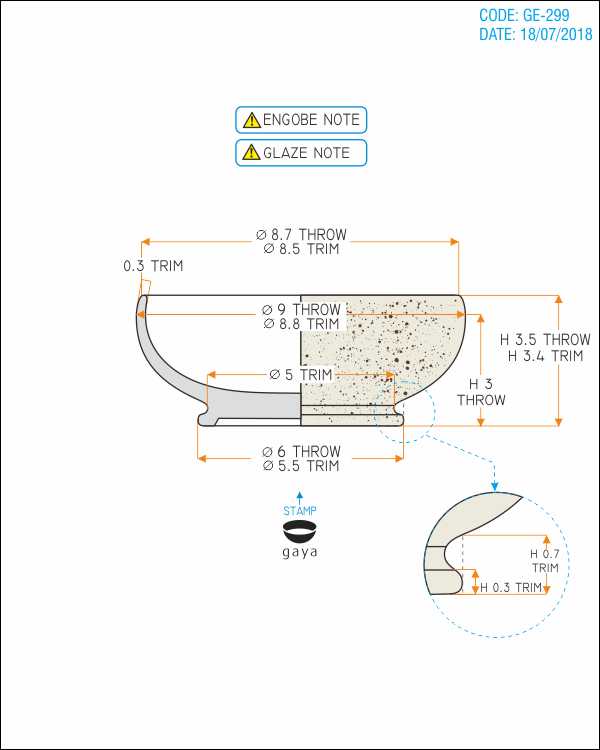 CODE: GE-299
DATE: 18/07/2018
ENGOBE NOTE
GLAZE NOTE
Ø 8.7 THROW
Ø 8.5 TRIM
0.3 TRIM
Ø 9 THROW
Ø 8.8 TRIM
H 3.5 THROW
H 3.4 TRIM
Ø 5 TRIM
H 3
THROW
Ø 6 THROW
Ø 5.5 TRIM
STAMP
gaya
H 0.7
TRIM
H 0.3 TRIM